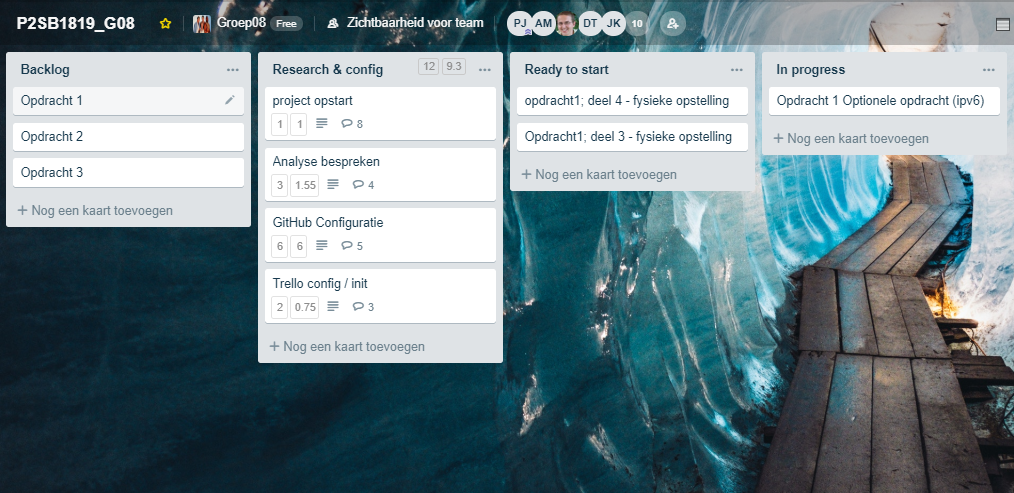 P2SB1819_G08 Groep08 Free Zichtbaarheid voor team PJ AM DT JK 10
Backlog
Opdracht 1
Opdracht 2
Opdracht 3
+ Nog een kaart toevoegen
Research & config 12 9.3
project opstart
1 1 8
Analyse bespreken
3 1.55 4
GitHub Configuratie
6 6 5
Trello config / init
2 0.75 3
+ Nog een kaart toevoegen
Ready to start
opdracht1; deel 4 - fysieke opstelling
Opdracht1; deel 3 - fysieke opstelling
+ Nog een kaart toevoegen
In progress
Opdracht 1 Optionele opdracht (ipv6)
+ Nog een kaart toevoegen